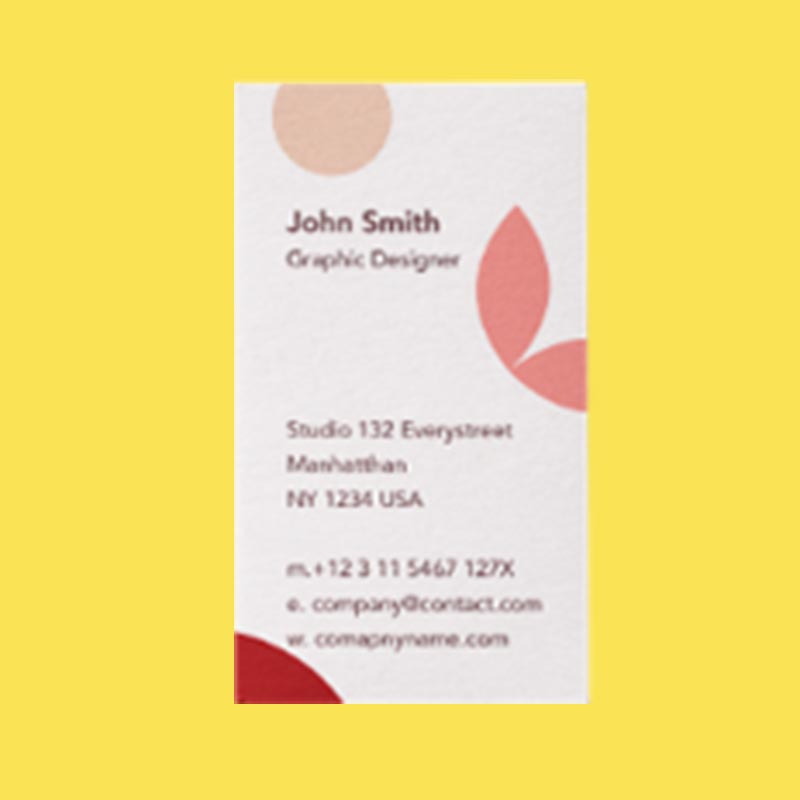 John Smith
Graphic Designer
Studio 132 Everystreet
Manhatthan
NY 1234 USA
m.+12 3 11 5467 127X
e. company@contact.com
w. comapnyname.com